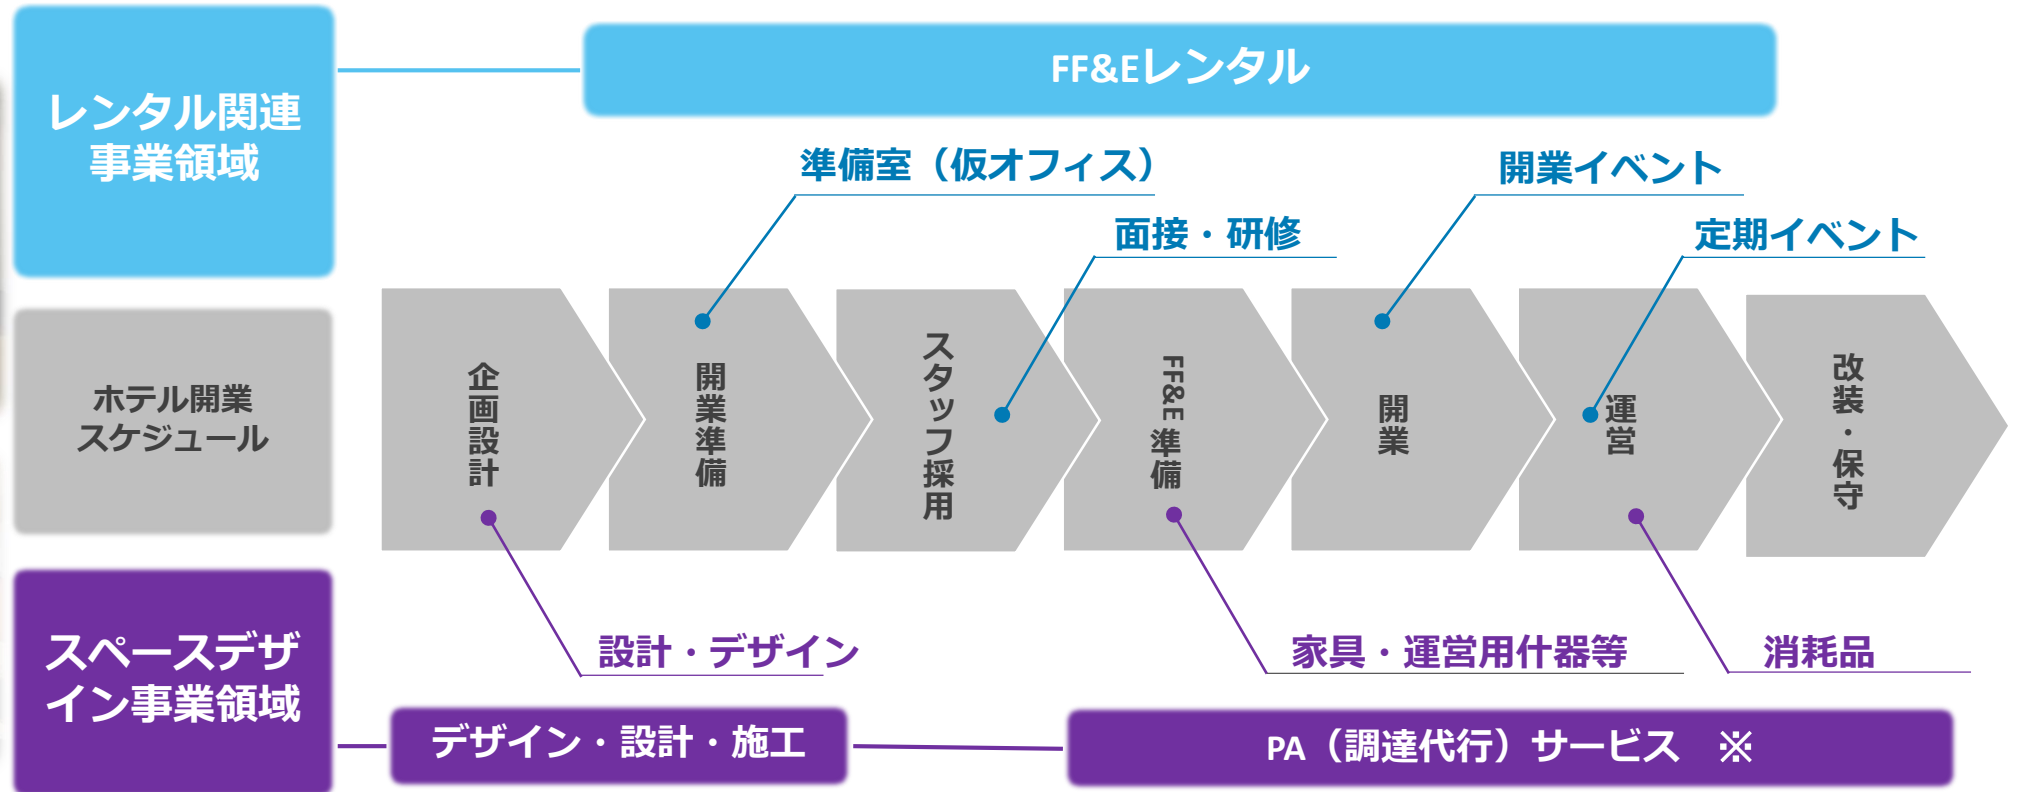 レンタル関連
事業領域
FF&Eレンタル
準備室（仮オフィス）
開業イベント
面接・研修
定期イベント
ホテル開業
スケジュール
企画設計
開業準備
スタッフ採用
FF&E 準備
開業
運営
改装・保守
スペースデザ
イン事業領域
設計・デザイン
家具・運営用什器等
消耗品
デザイン・設計・施工
PA（調達代行）サービス　※